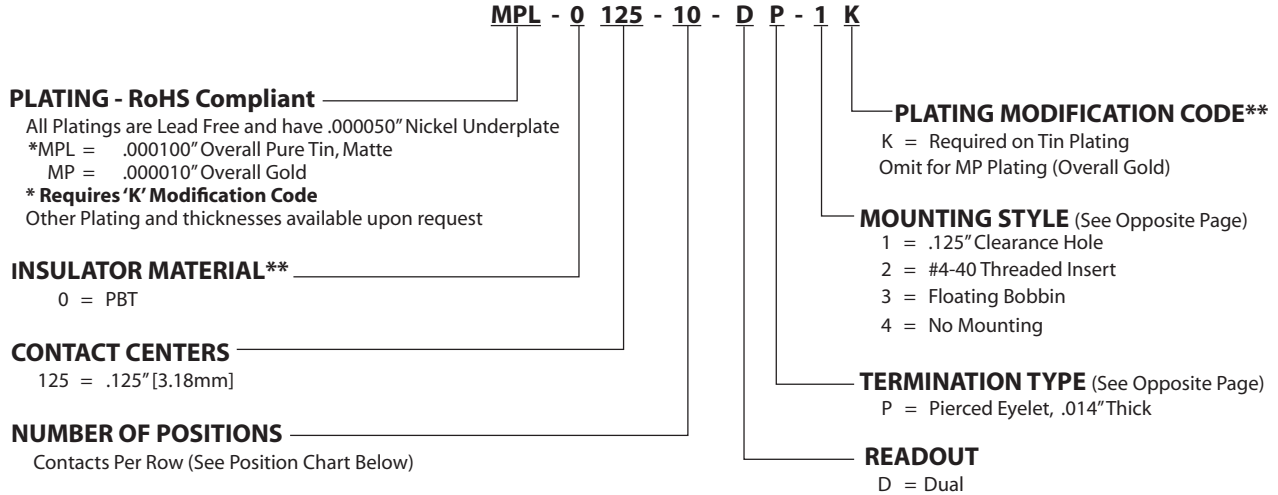 MPL - 0 125 - 10 - D P - 1 K
PLATING - RoHS Compliant
All Platings are Lead Free and have .000050" Nickel Underplate
*MPL = .000100" Overall Pure Tin, Matte
MP = .000010" Overall Gold
* Requires 'K' Modification Code
Other Plating and thicknesses available upon request
INSULATOR MATERIAL**
0 = PBT
CONTACT CENTERS
125 = .125" [3.18mm]
NUMBER OF POSITIONS
Contacts Per Row (See Position Chart Below)
PLATING MODIFICATION CODE**
K = Required on Tin Plating
Omit for MP Plating (Overall Gold)
MOUNTING STYLE (See Opposite Page)
1 = .125" Clearance Hole
2 = #4-40 Threaded Insert
3 = Floating Bobbin
4 = No Mounting
TERMINATION TYPE (See Opposite Page)
P = Pierced Eyelet, .014" Thick
READOUT
D = Dual